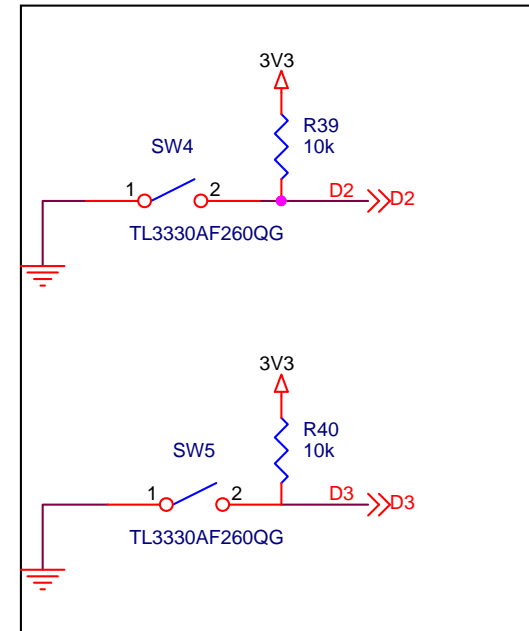 3V3
R39
10k
SW4
1 2
D2 D2
TL3330AF260QG
3V3
R40
10k
SW5
1 2
D3 D3
TL3330AF260QG